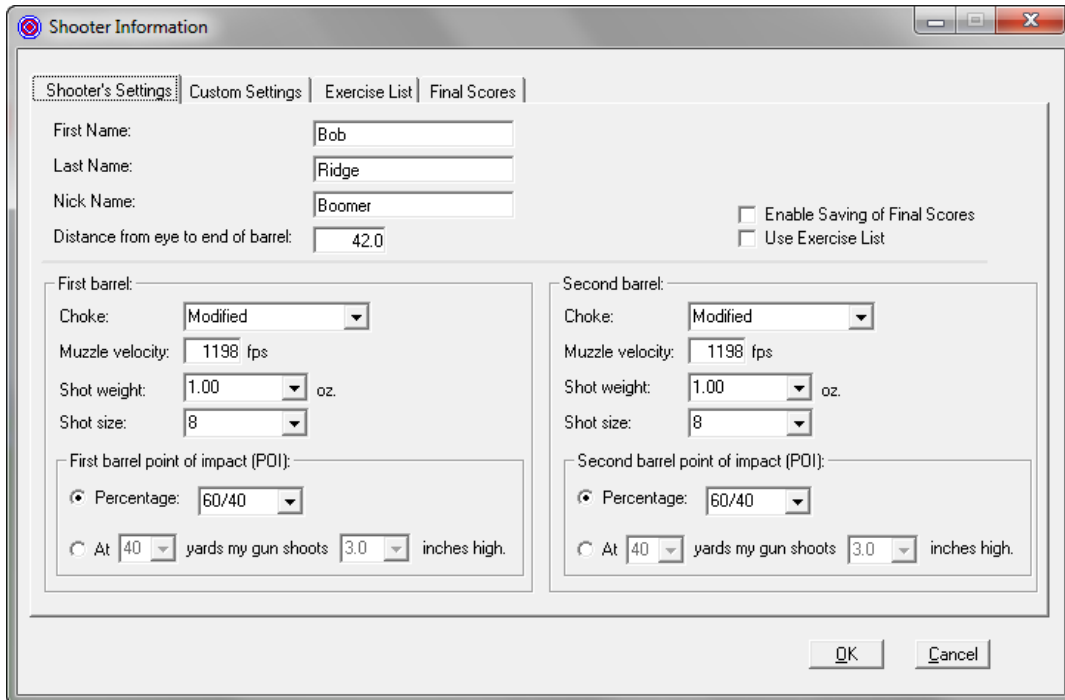 Shooter Information
Shooter's Settings Custom Settings Exercise List Final Scores
First Name: Bob
Last Name: Ridge
Nick Name: Boomer
Distance from eye to end of barrel: 42.0
Enable Saving of Final Scores
Use Exercise List
First barrel:
Choke: Modified
Muzzle velocity: 1198 fps
Shot weight: 1.00 oz.
Shot size: 8
First barrel point of impact (POI):
Percentage: 60/40
At 40 yards my gun shoots 3.0 inches high.
Second barrel:
Choke: Modified
Muzzle velocity: 1198 fps
Shot weight: 1.00 oz.
Shot size: 8
Second barrel point of impact (POI):
Percentage: 60/40
At 40 yards my gun shoots 3.0 inches high.
OK Cancel